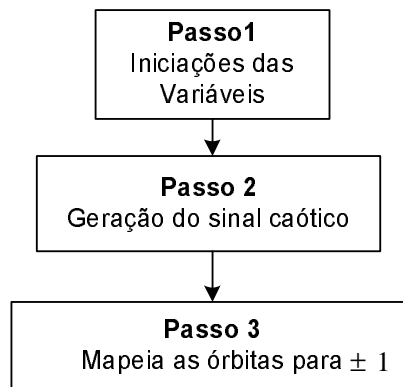 Passo1
Iniciações das
Variáveis
Passo 2
Geração do sinal caótico
Passo 3
Mapeia as órbitas para ± 1